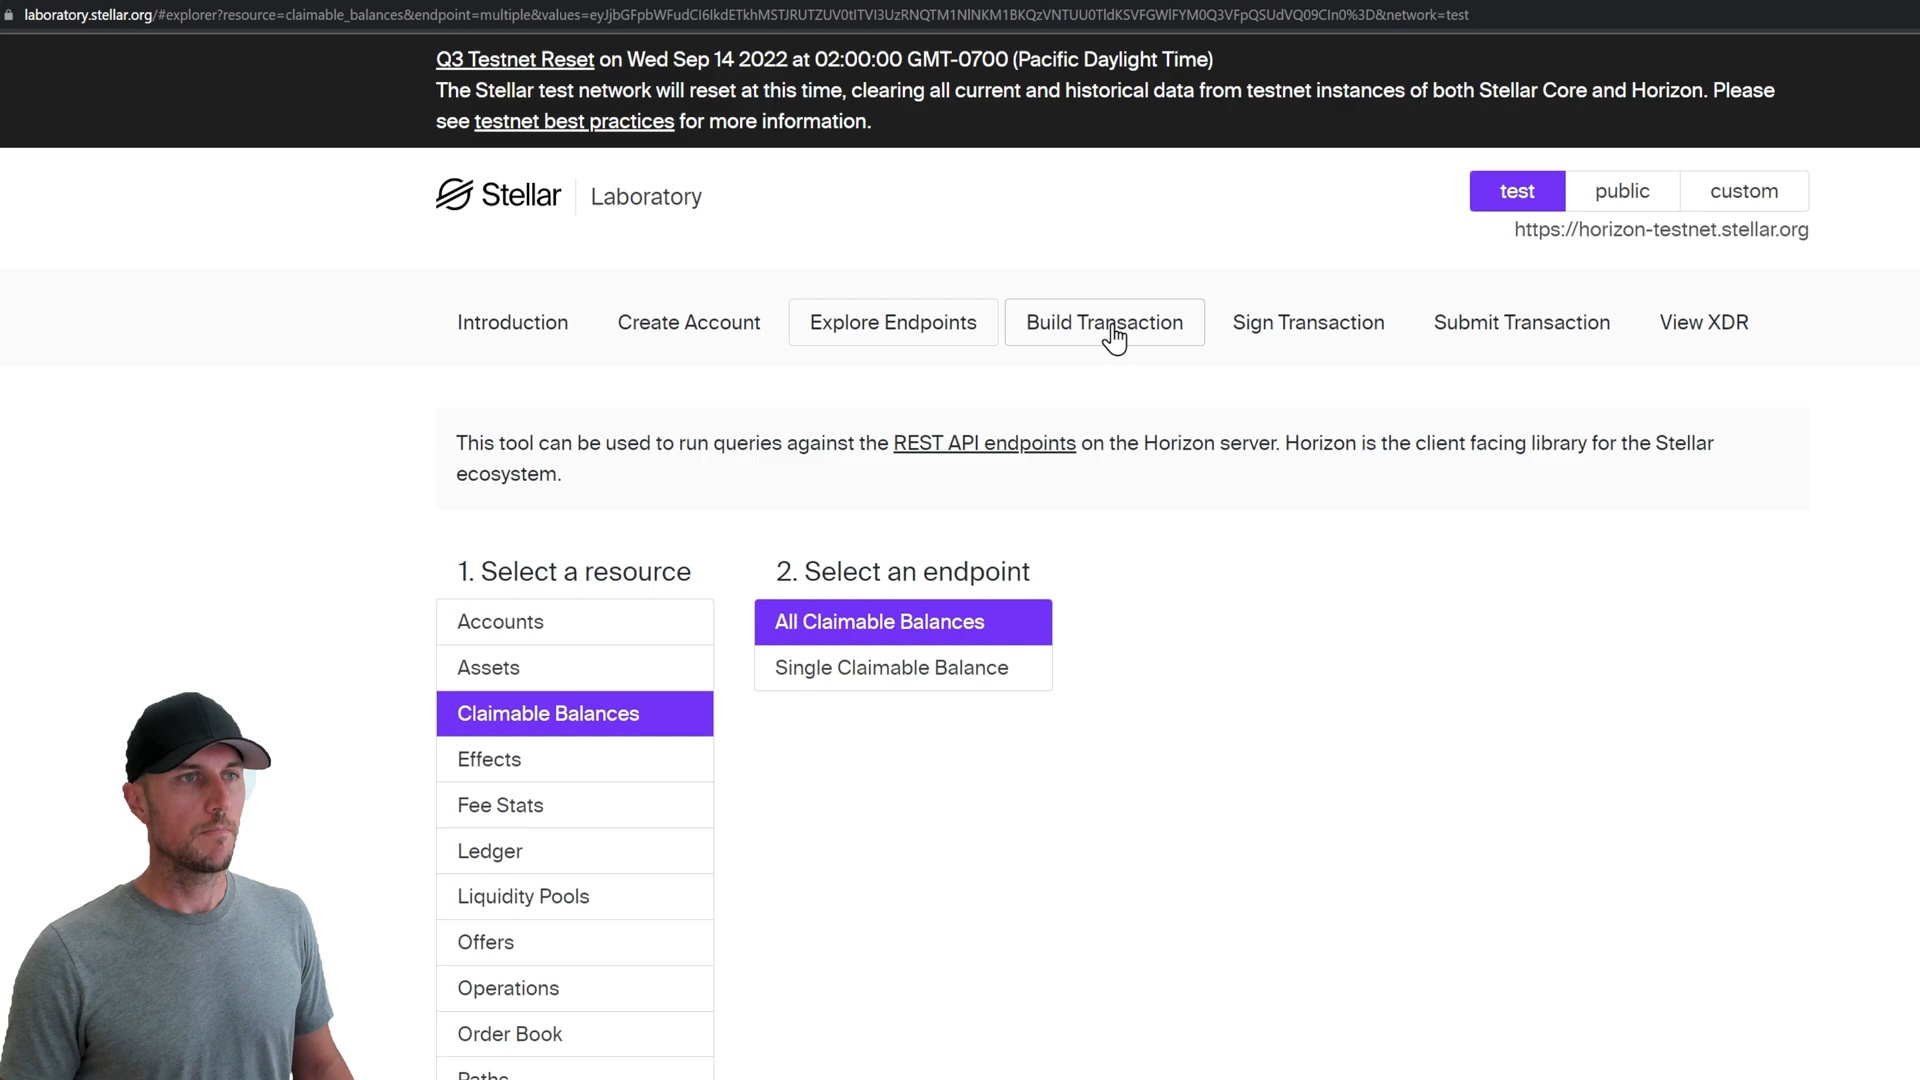 laboratory.stellar.org/#explorer?resource=claimable_balances&endpoint=multiple&values=eyJjbGFpbWFudCI6IkdETkhMSTJRUTZUV0tITVI3UzRNQTM1NlNKM1BKQzVNTUU0TldKSVFGWlFYM0Q3VFpQSUdVQ09CIn0%3D&network=test
Q3 Testnet Reset on Wed Sep 14 2022 at 02:00:00 GMT-0700 (Pacific Daylight Time)
The Stellar test network will reset at this time, clearing all current and historical data from testnet instances of both Stellar Core and Horizon. Please
see testnet best practices for more information.
Stellar Laboratory
test public custom
https://horizon-testnet.stellar.org
Introduction Create Account Explore Endpoints Build Transaction Sign Transaction Submit Transaction View XDR
This tool can be used to run queries against the REST API endpoints on the Horizon server. Horizon is the client facing library for the Stellar
ecosystem.
1. Select a resource
Accounts
Assets
Claimable Balances
Effects
Fee Stats
Ledger
Liquidity Pools
Offers
Operations
Order Book
Paths
2. Select an endpoint
All Claimable Balances
Single Claimable Balance